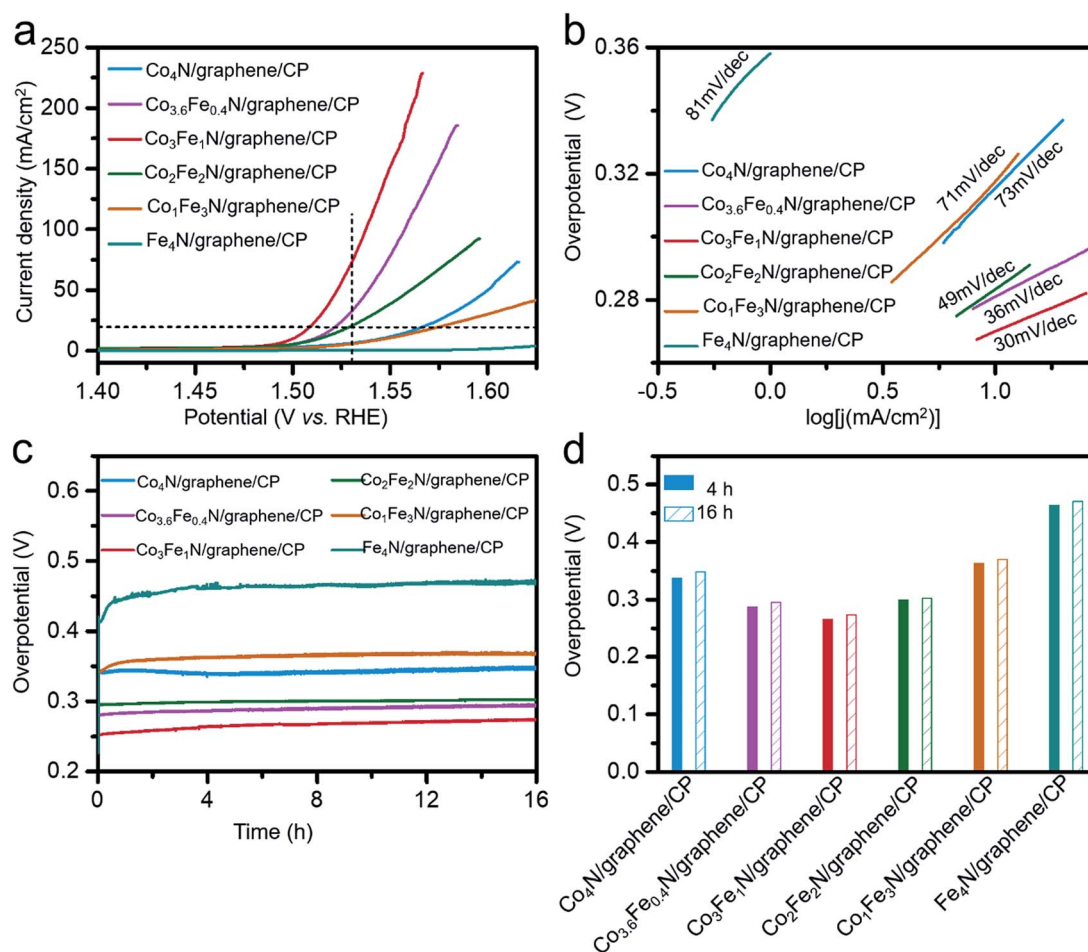 a
250
200
150
100
50
0
Current density (mA/cm²)
Co₄N/graphene/CP
Co₃.₆Fe₀.₄N/graphene/CP
Co₃Fe₁N/graphene/CP
Co₂Fe₂N/graphene/CP
Co₁Fe₃N/graphene/CP
Fe₄N/graphene/CP
1.40 1.45 1.50 1.55 1.60
Potential (V vs. RHE)
b
0.36
0.32
0.28
Overpotential (V)
81mV/dec
71mV/dec
73mV/dec
49mV/dec
36mV/dec
30mV/dec
Co₄N/graphene/CP
Co₃.₆Fe₀.₄N/graphene/CP
Co₃Fe₁N/graphene/CP
Co₂Fe₂N/graphene/CP
Co₁Fe₃N/graphene/CP
Fe₄N/graphene/CP
-0.5 0.0 0.5 1.0
log[j(mA/cm²)]
c
0.6
0.5
0.4
0.3
0.2
Overpotential (V)
Co₄N/graphene/CP Co₂Fe₂N/graphene/CP
Co₃.₆Fe₀.₄N/graphene/CP Co₁Fe₃N/graphene/CP
Co₃Fe₁N/graphene/CP Fe₄N/graphene/CP
0 4 8 12 16
Time (h)
d
0.5
0.4
0.3
0.2
0.1
0.0
Overpotential (V)
4 h
16 h
Co₄N/graphene/CP
Co₃.₆Fe₀.₄N/graphene/CP
Co₃Fe₁N/graphene/CP
Co₂Fe₂N/graphene/CP
Co₁Fe₃N/graphene/CP
Fe₄N/graphene/CP